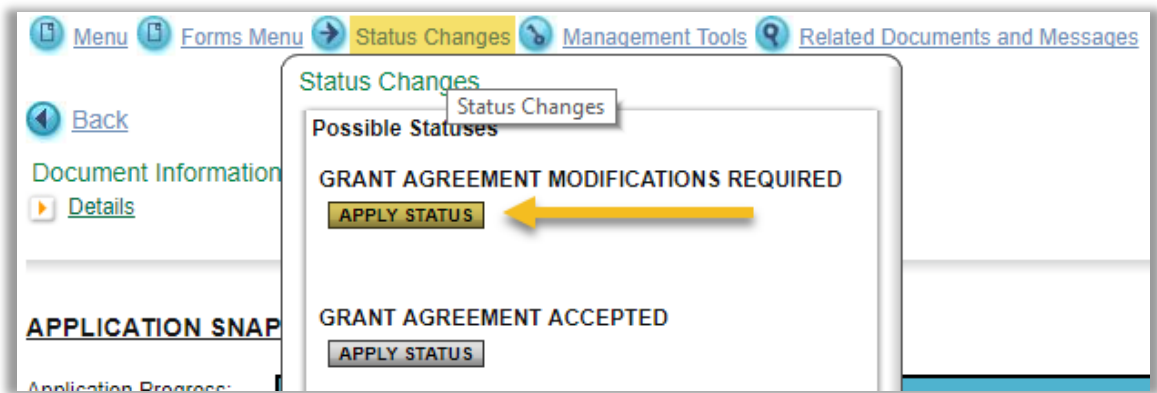 Menu Forms Menu Status Changes Management Tools Related Documents and Messages
Status Changes
Status Changes
Back
Possible Statuses
Document Information
GRANT AGREEMENT MODIFICATIONS REQUIRED
Details
APPLY STATUS
APPLICATION SNAP
GRANT AGREEMENT ACCEPTED
APPLY STATUS
Application Progress: